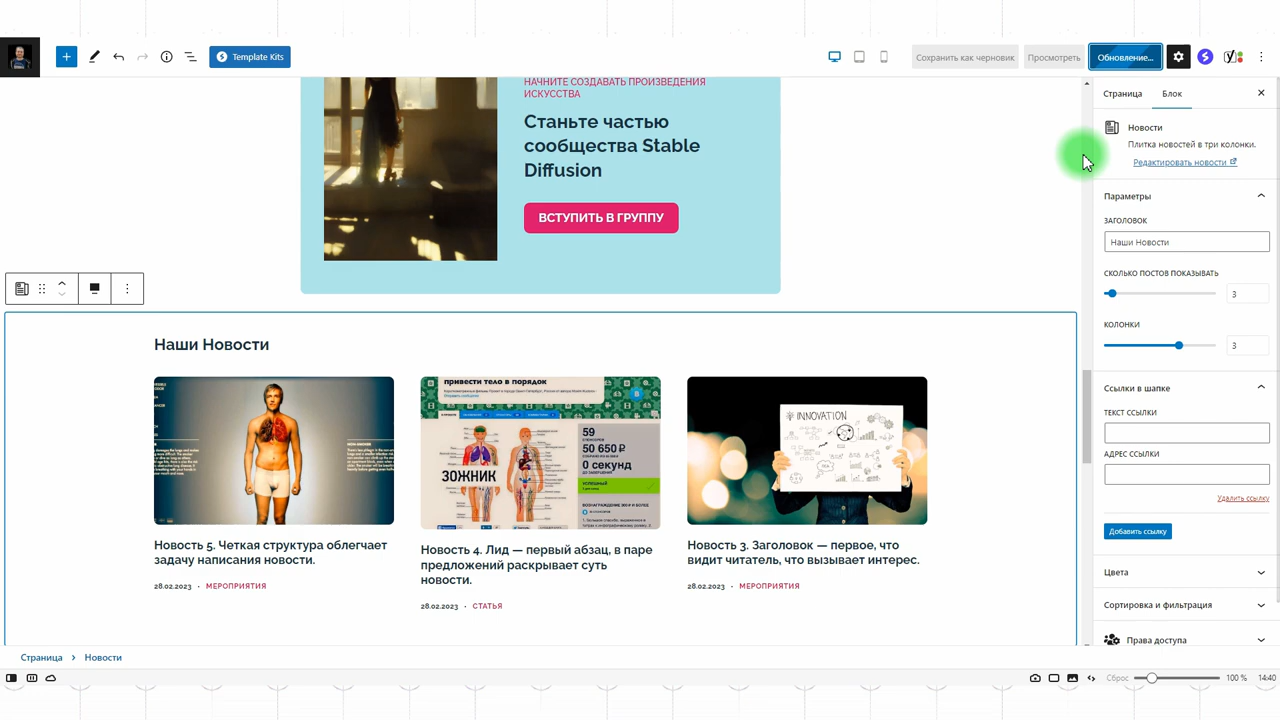 Template Kits
Сохранить как черновик
Просмотреть
Обновление...
НАЧНИТЕ СОЗДАВАТЬ ПРОИЗВЕДЕНИЯ
ИСКУССТВА
Станьте частью
сообщества Stable
Diffusion
ВСТУПИТЬ В ГРУППУ
Наши Новости
привести тело в порядок
59
50 650 ₽
0 секунд
ЗОЖНИК
INNOVATION
Новость 5. Четкая структура облегчает
задачу написания новости.
28.02.2023 • МЕРОПРИЯТИЯ
Новость 4. Лид — первый абзац, в паре
предложений раскрывает суть
новости.
28.02.2023 • СТАТЬЯ
Новость 3. Заголовок — первое, что
видит читатель, что вызывает интерес.
28.02.2023 • МЕРОПРИЯТИЯ
Страница
Блок
Новости
Плитка новостей в три колонки.
Редактировать новости
Параметры
ЗАГОЛОВОК
Наши Новости
СКОЛЬКО ПОСТОВ ПОКАЗЫВАТЬ
3
КОЛОНКИ
3
Ссылки в шапке
ТЕКСТ ССЫЛКИ
АДРЕС ССЫЛКИ
Удалить ссылку
Добавить ссылку
Цвета
Сортировка и фильтрация
Права доступа
Страница > Новости
Сброс
100 %
14:40